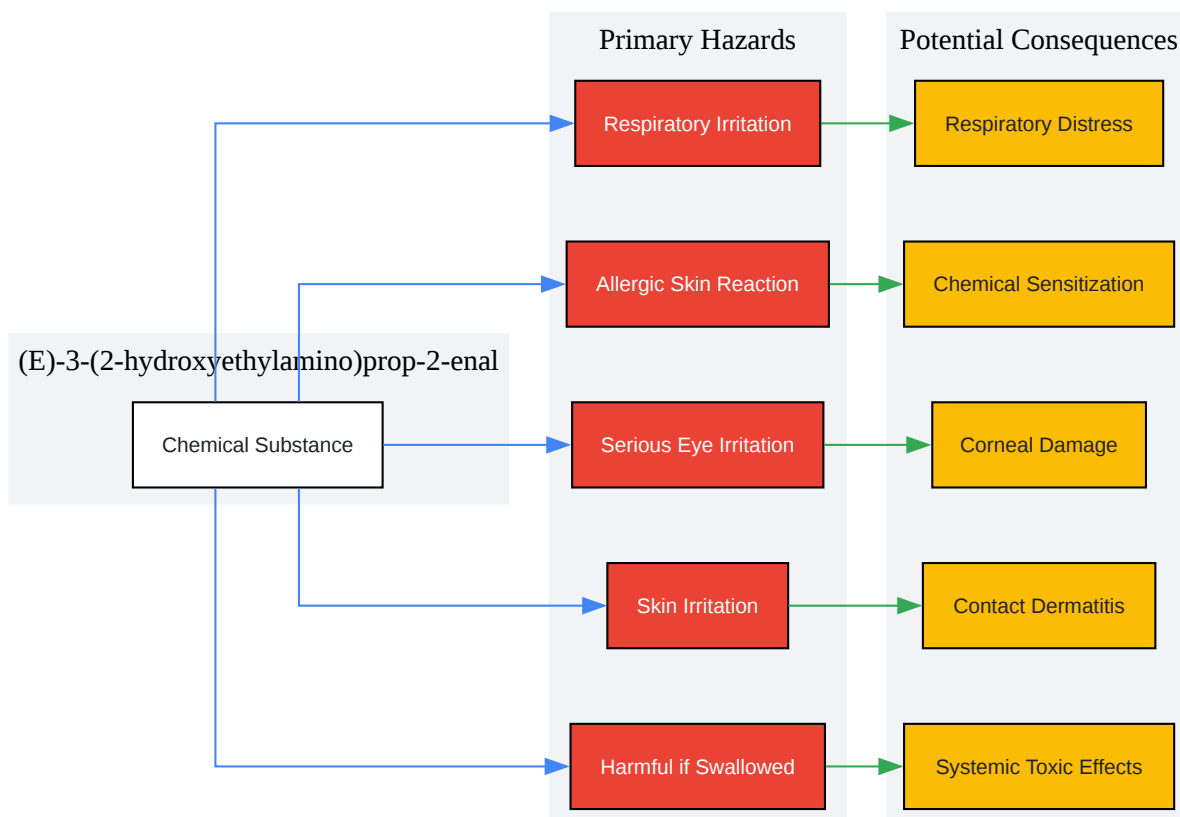 Primary Hazards
Potential Consequences
Respiratory Irritation
Respiratory Distress
Allergic Skin Reaction
Chemical Sensitization
(E)-3-(2-hydroxyethylamino)prop-2-enal
Chemical Substance
Serious Eye Irritation
Corneal Damage
Skin Irritation
Contact Dermatitis
Harmful if Swallowed
Systemic Toxic Effects